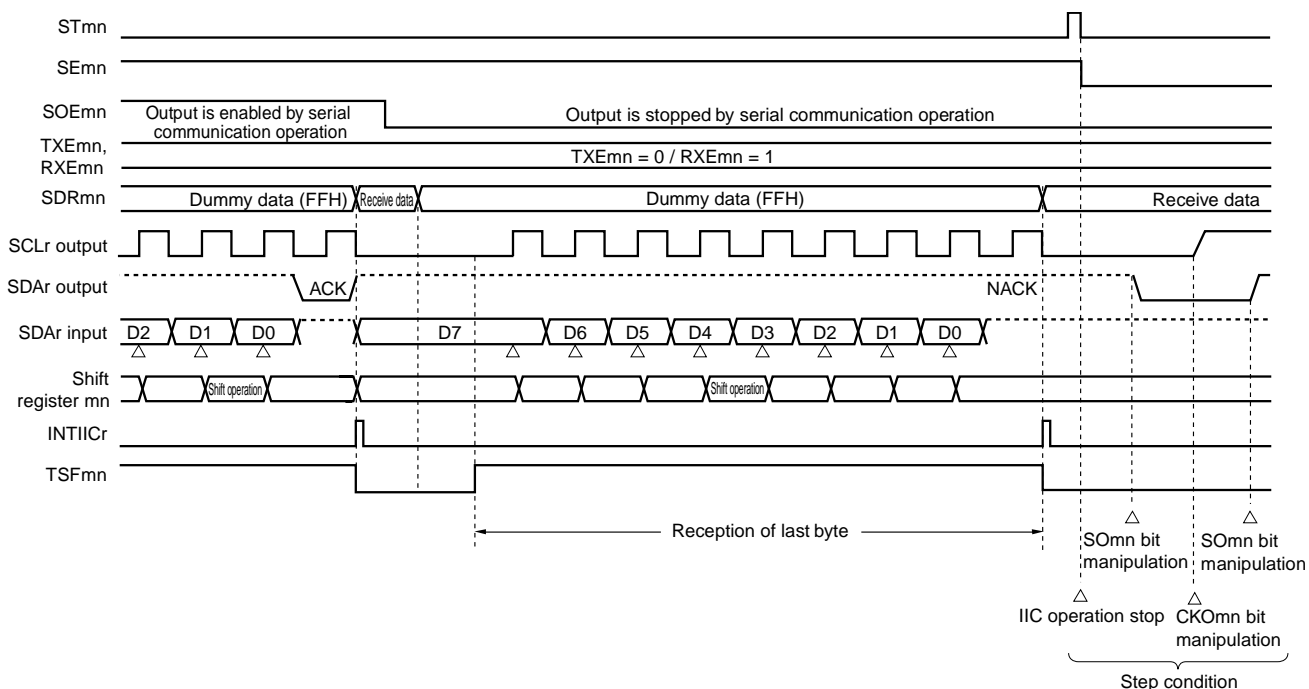 STmn
SEmn
SOEmn
Output is enabled by serial
communication operation
Output is stopped by serial communication operation
TXEmn,
RXEmn
TXEmn = 0 / RXEmn = 1
SDRmn
Dummy data (FFH)
Receive data
Dummy data (FFH)
Receive data
SCLr output
SDAr output
ACK
NACK
SDAr input
D2
D1
D0
D7
D6
D5
D4
D3
D2
D1
D0
Shift
register mn
Shift operation
Shift operation
INTIICr
TSFmn
Reception of last byte
SOmn bit
manipulation
SOmn bit
manipulation
IIC operation stop
CKOmn bit
manipulation
Step condition